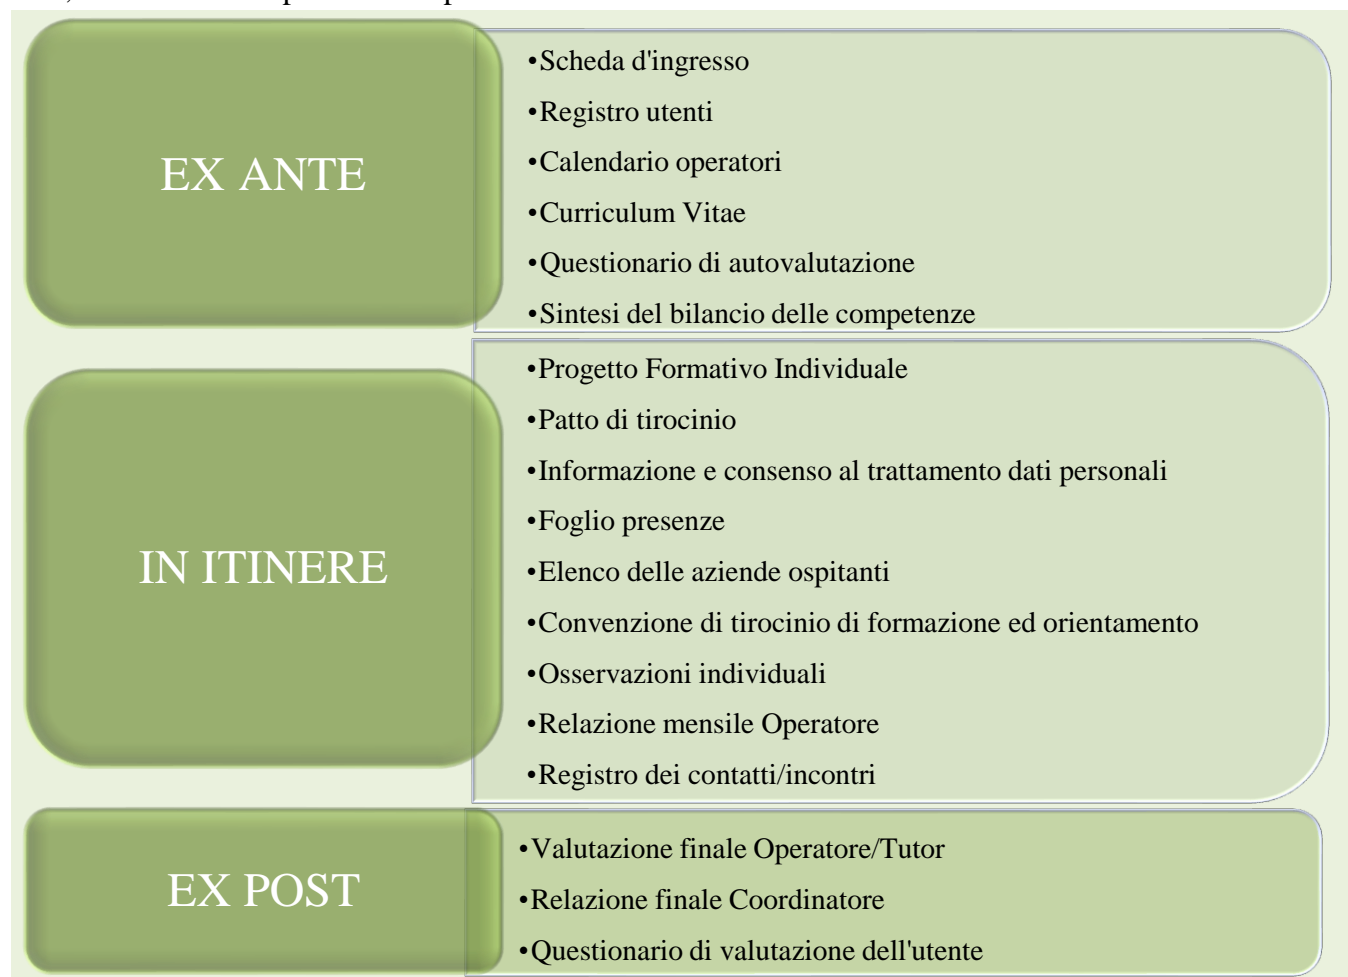 EX ANTE
•Scheda d'ingresso
•Registro utenti
•Calendario operatori
•Curriculum Vitae
•Questionario di autovalutazione
•Sintesi del bilancio delle competenze
IN ITINERE
•Progetto Formativo Individuale
•Patto di tirocinio
•Informazione e consenso al trattamento dati personali
•Foglio presenze
•Elenco delle aziende ospitanti
•Convenzione di tirocinio di formazione ed orientamento
•Osservazioni individuali
•Relazione mensile Operatore
•Registro dei contatti/incontri
EX POST
•Valutazione finale Operatore/Tutor
•Relazione finale Coordinatore
•Questionario di valutazione dell'utente